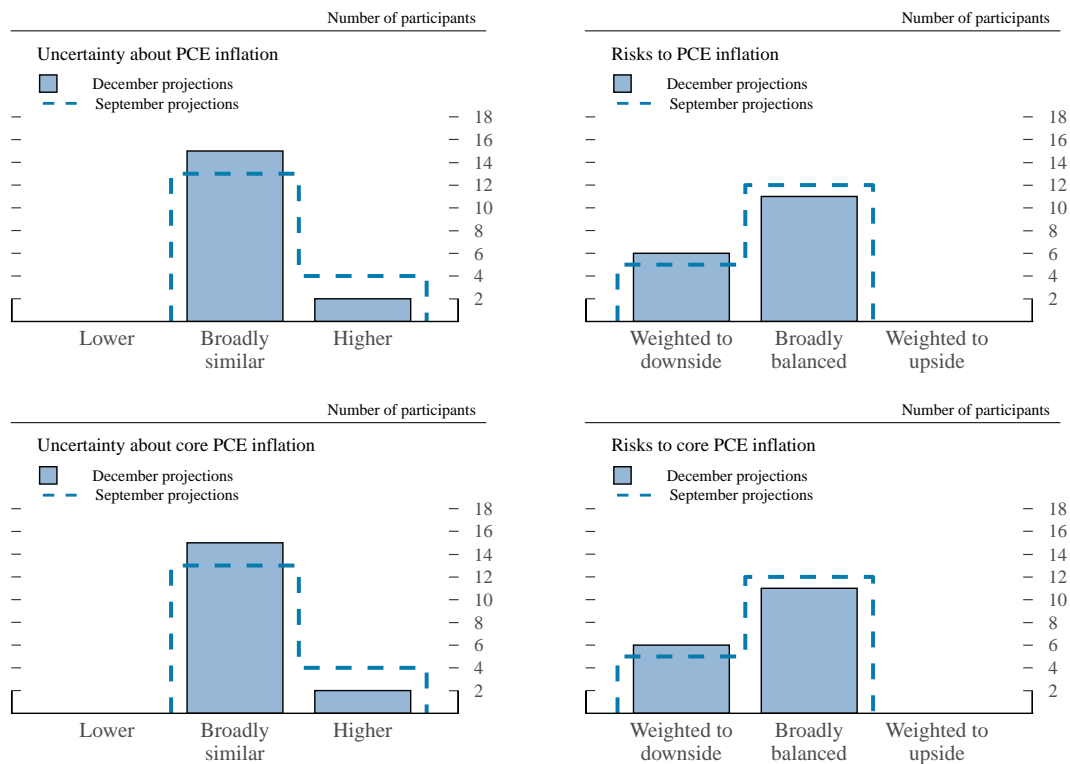 Number of participants
Uncertainty about PCE inflation
December projections
September projections
18
16
14
12
10
8
6
4
2
Lower
Broadly
similar
Higher
Number of participants
Risks to PCE inflation
December projections
September projections
18
16
14
12
10
8
6
4
2
Weighted to
downside
Broadly
balanced
Weighted to
upside
Number of participants
Uncertainty about core PCE inflation
December projections
September projections
18
16
14
12
10
8
6
4
2
Lower
Broadly
similar
Higher
Number of participants
Risks to core PCE inflation
December projections
September projections
18
16
14
12
10
8
6
4
2
Weighted to
downside
Broadly
balanced
Weighted to
upside